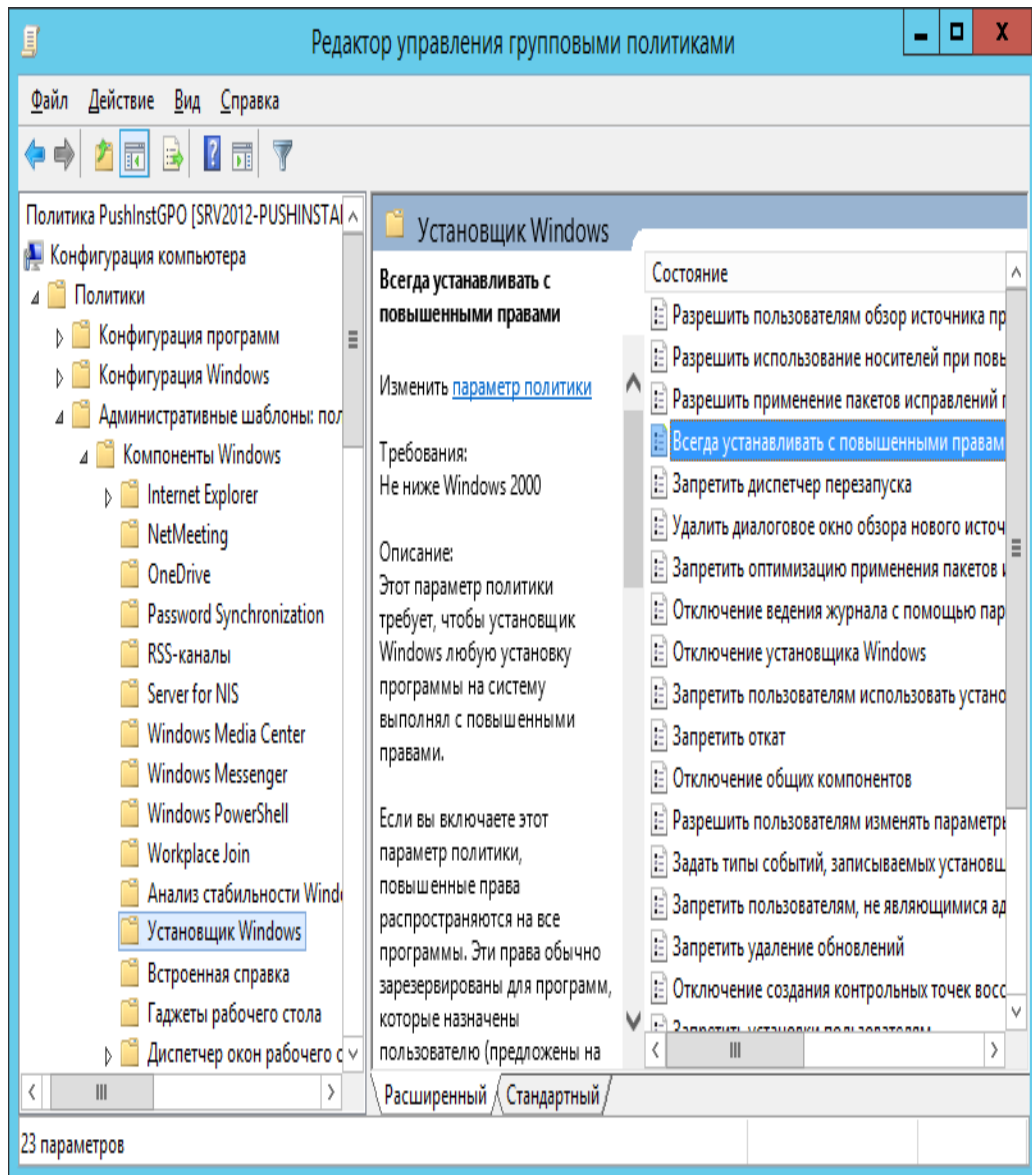 Редактор управления групповыми политиками
Файл Действие Вид Справка
Политика PushInstGPO [SRV2012-PUSHINSTAL
Конфигурация компьютера
Политики
Конфигурация программ
Конфигурация Windows
Административные шаблоны: пол
Компоненты Windows
Internet Explorer
NetMeeting
OneDrive
Password Synchronization
RSS-каналы
Server for NIS
Windows Media Center
Windows Messenger
Windows PowerShell
Workplace Join
Анализ стабильности Windo
Установщик Windows
Встроенная справка
Гаджеты рабочего стола
Диспетчер окон рабочего с
Установщик Windows
Всегда устанавливать с
повышенными правами
Изменить параметр политики
Требования:
Не ниже Windows 2000
Описание:
Этот параметр политики
требует, чтобы установщик
Windows любую установку
программы на систему
выполнял с повышенными
правами.
Если вы включаете этот
параметр политики,
повышенные права
распространяются на все
программы. Эти права обычно
зарезервированы для программ,
которые назначены
пользователю (предложены на
Состояние
Разрешить пользователям обзор источника пр
Разрешить использование носителей при повы
Разрешить применение пакетов исправлений п
Всегда устанавливать с повышенными правам
Запретить диспетчер перезапуска
Удалить диалоговое окно обзора нового источ
Запретить оптимизацию применения пакетов и
Отключение ведения журнала с помощью пар
Отключение установщика Windows
Запретить пользователям использовать устано
Запретить откат
Отключение общих компонентов
Разрешить пользователям изменять параметры
Задать типы событий, записываемых установщ
Запретить пользователям, не являющимися ад
Запретить удаление обновлений
Отключение создания контрольных точек восс
Запретить установки пользователям
Расширенный Стандартный
23 параметров